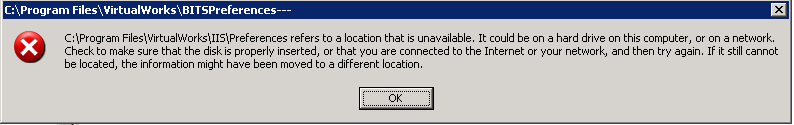 C:\Program Files\VirtualWorks\BITSPreferences---
C:\Program Files\VirtualWorks\IIS\Preferences refers to a location that is unavailable. It could be on a hard drive on this computer, or on a network.
Check to make sure that the disk is properly inserted, or that you are connected to the Internet or your network, and then try again. If it still cannot
be located, the information might have been moved to a different location.
OK